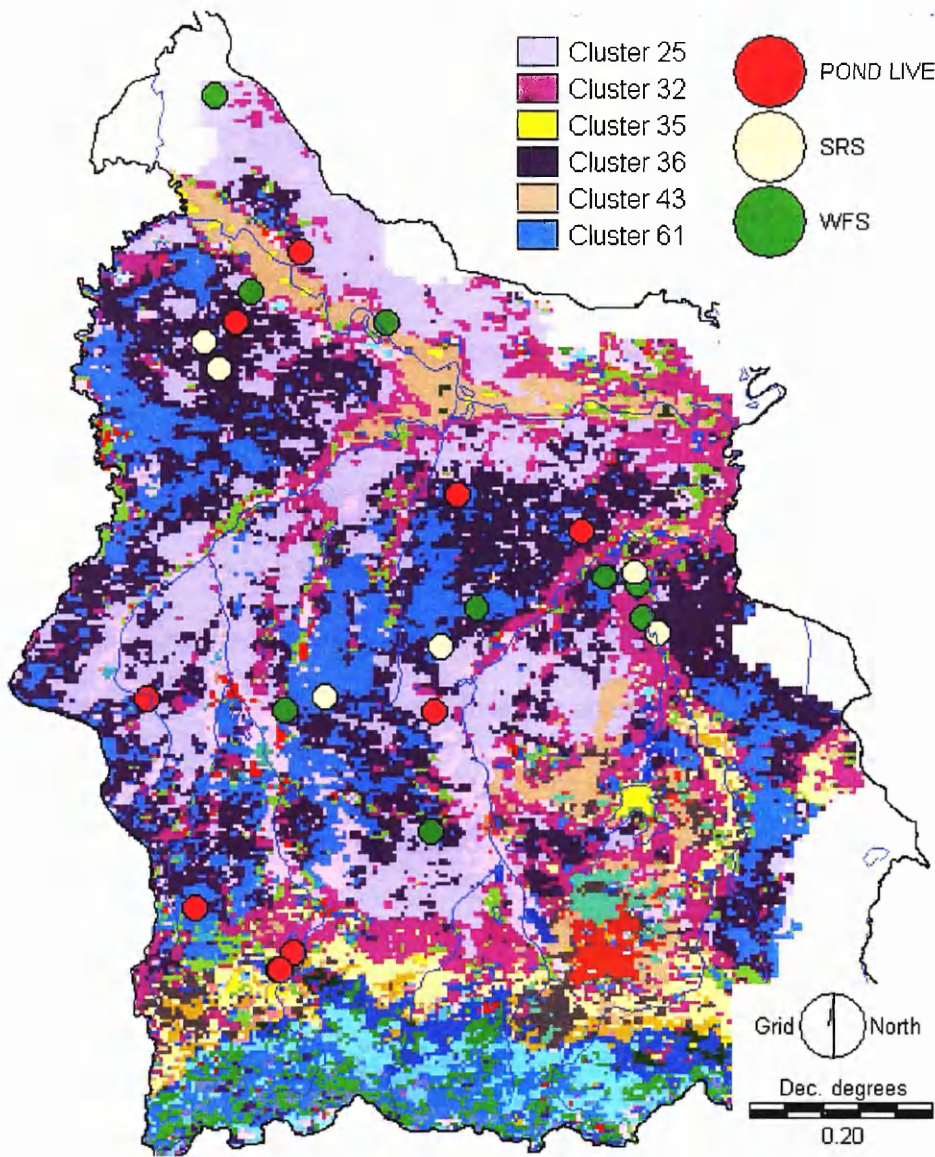 Cluster 25
Cluster 32
Cluster 35
Cluster 36
Cluster 43
Cluster 61
POND LIVE
SRS
WFS
Grid North
Dec. degrees
0.20